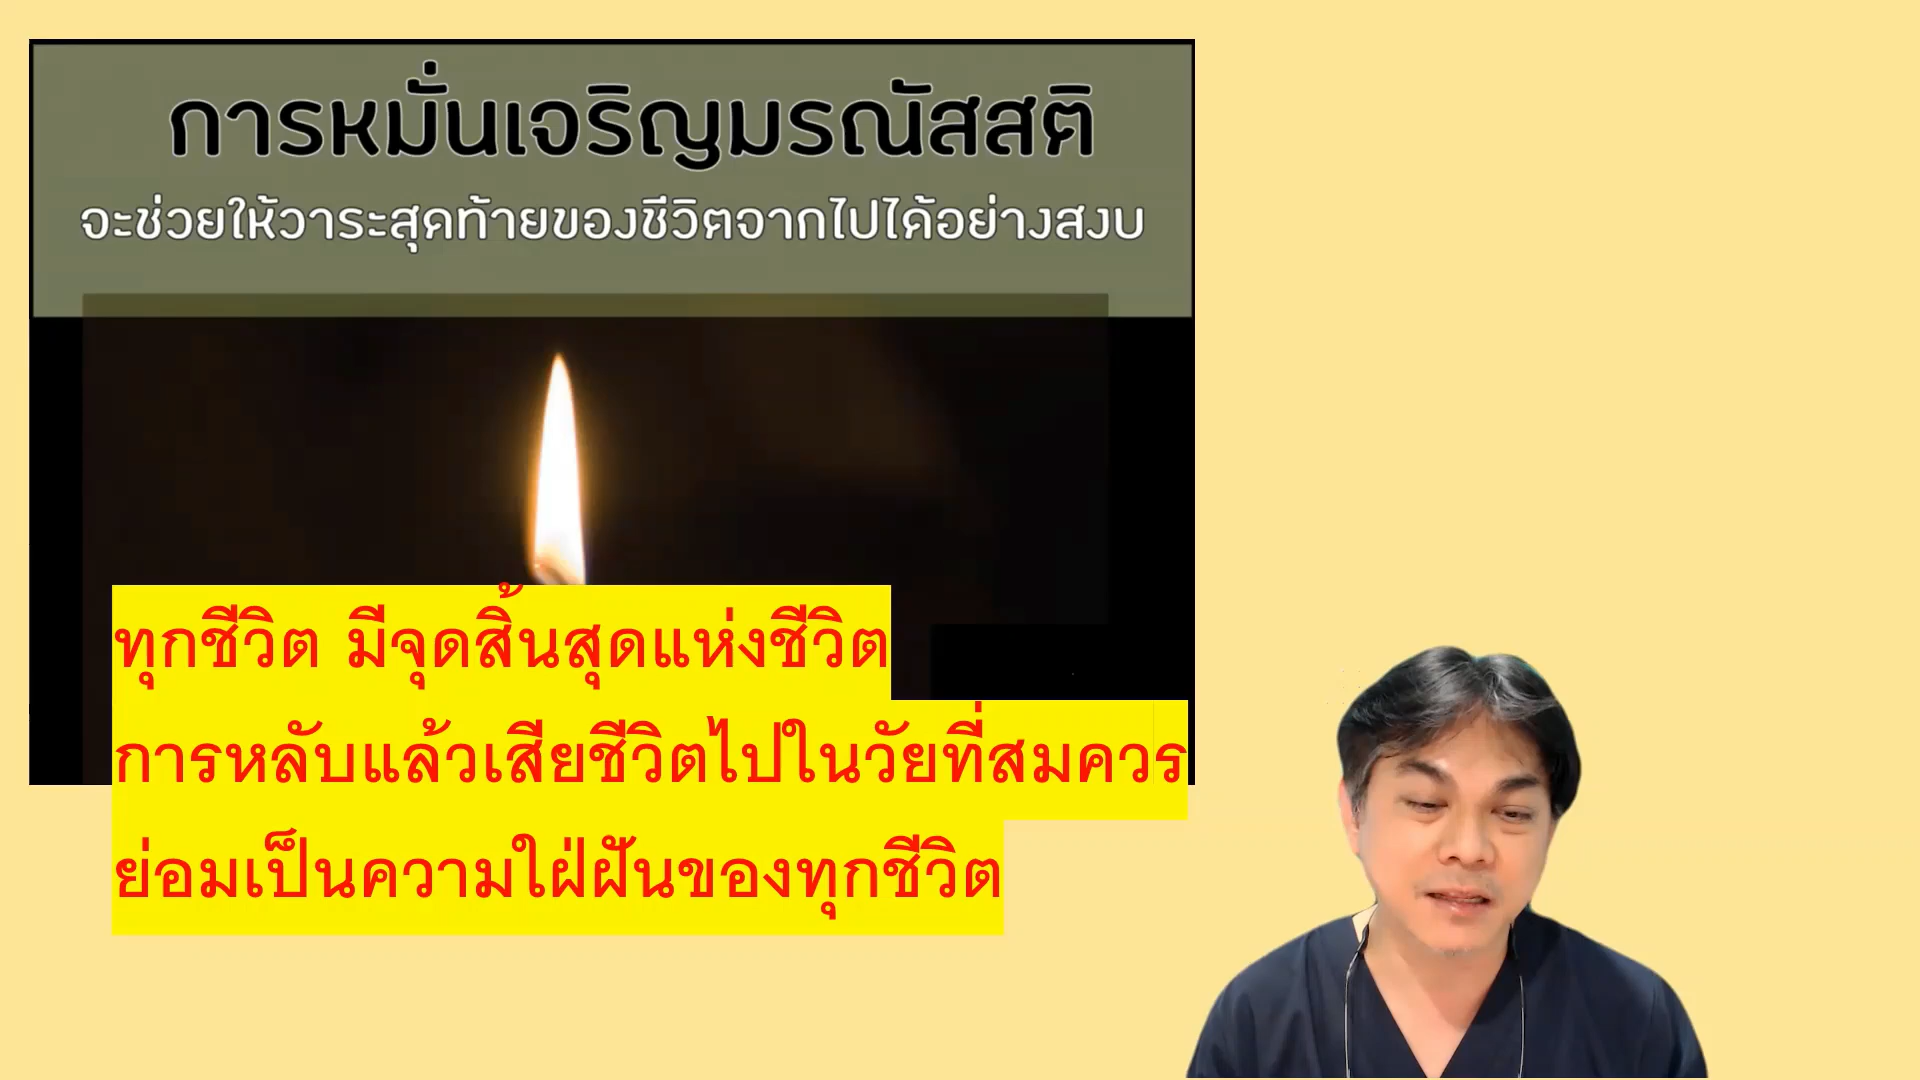 การหมั่นเจริญมรณัสสติ
จะช่วยให้วาระสุดท้ายของชีวิตจากไปได้อย่างสงบ
ทุกชีวิต มีจุดสิ้นสุดแห่งชีวิต
การหลับแล้วเสียชีวิตไปในวัยที่สมควร
ย่อมเป็นความใฝ่ฝันของทุกชีวิต